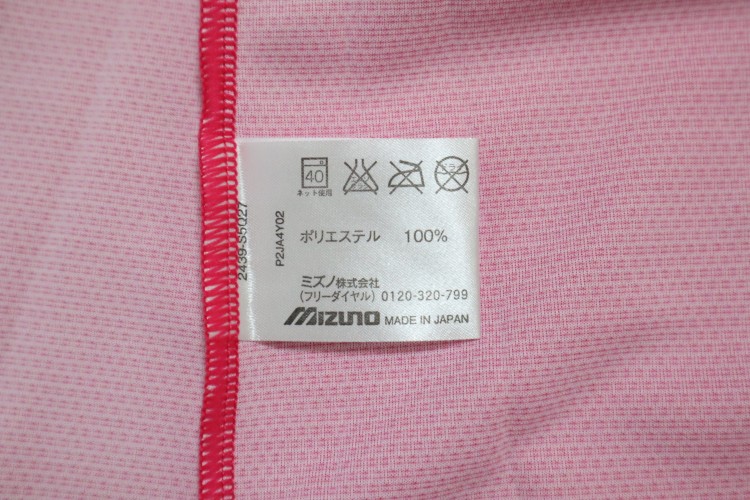 40
ネット使用
ポリエステル 100%
ミズノ株式会社
(フリーダイヤル) 0120-320-799
MIZUNO MADE IN JAPAN
P2JA4Y02
2439-S5027